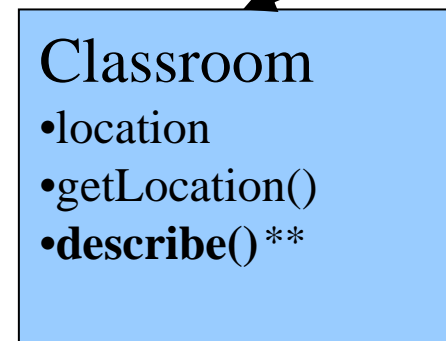 Classroom
•location
•getLocation()
•describe()**